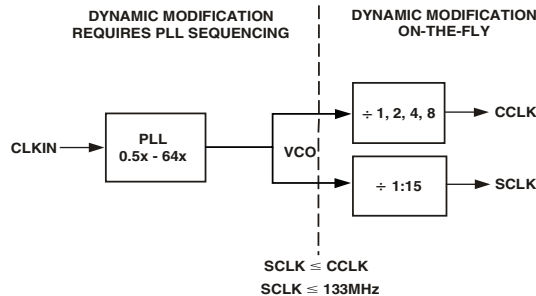 DYNAMIC MODIFICATION
REQUIRES PLL SEQUENCING
DYNAMIC MODIFICATION
ON-THE-FLY
CLKIN
PLL
0.5x - 64x
VCO
÷ 1, 2, 4, 8
CCLK
÷ 1:15
SCLK
SCLK ≤ CCLK
SCLK ≤ 133MHz